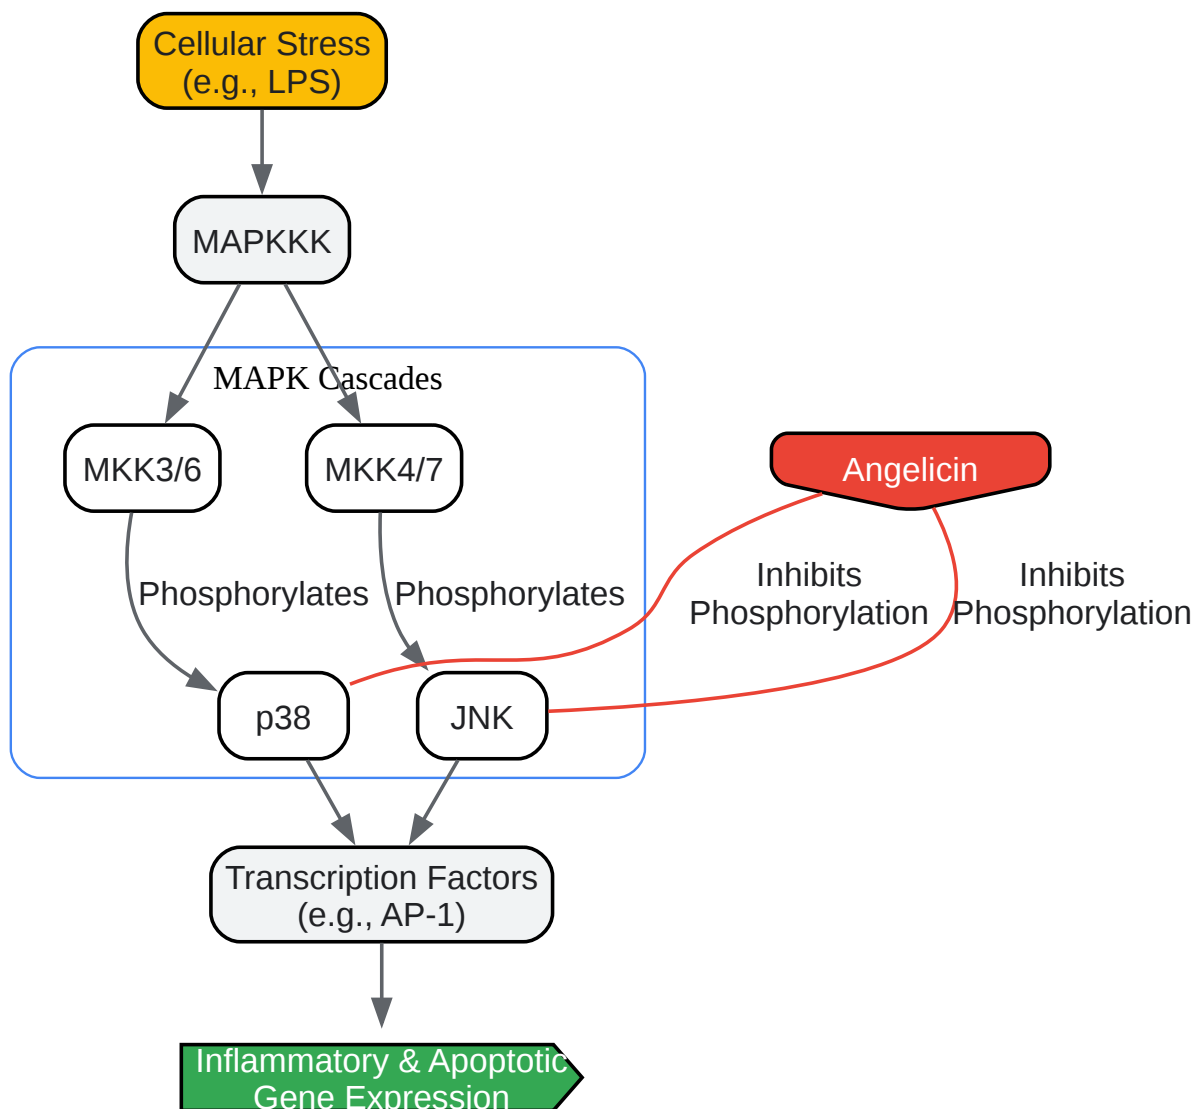 Cellular Stress
(e.g., LPS)
MAPKKK
MAPK Cascades
MKK3/6
MKK4/7
Angelicin
Phosphorylates
Phosphorylates
Inhibits
Phosphorylation
Inhibits
Phosphorylation
p38
JNK
Transcription Factors
(e.g., AP-1)
Inflammatory & Apoptotic
Gene Expression